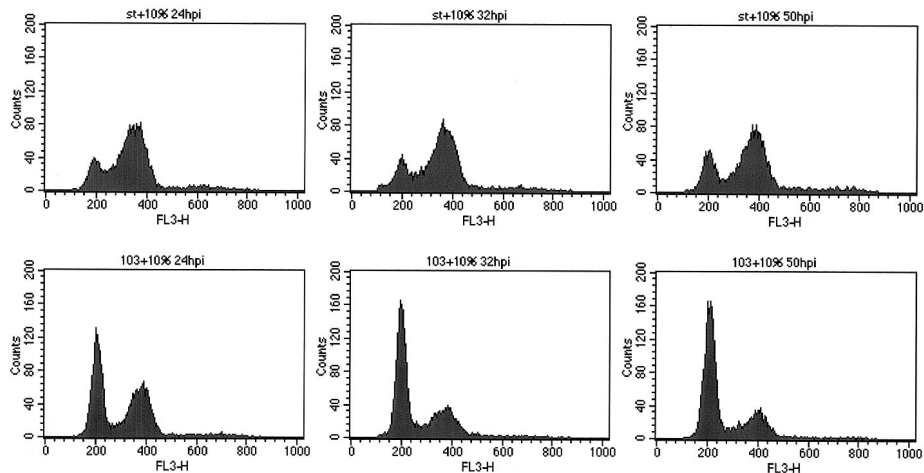 st+10% 24hpi
st+10% 32hpi
st+10% 50hpi
Counts
0 40 80 120 160 200
0 200 400 600 800 1000
FL3-H
Counts
0 40 80 120 160 200
0 200 400 600 800 1000
FL3-H
Counts
0 40 80 120 160 200
0 200 400 600 800 1000
FL3-H
103+10% 24hpi
103+10% 32hpi
103+10% 50hpi
Counts
0 40 80 120 160 200
0 200 400 600 800 1000
FL3-H
Counts
0 40 80 120 160 200
0 200 400 600 800 1000
FL3-H
Counts
0 40 80 120 160 200
0 200 400 600 800 1000
FL3-H